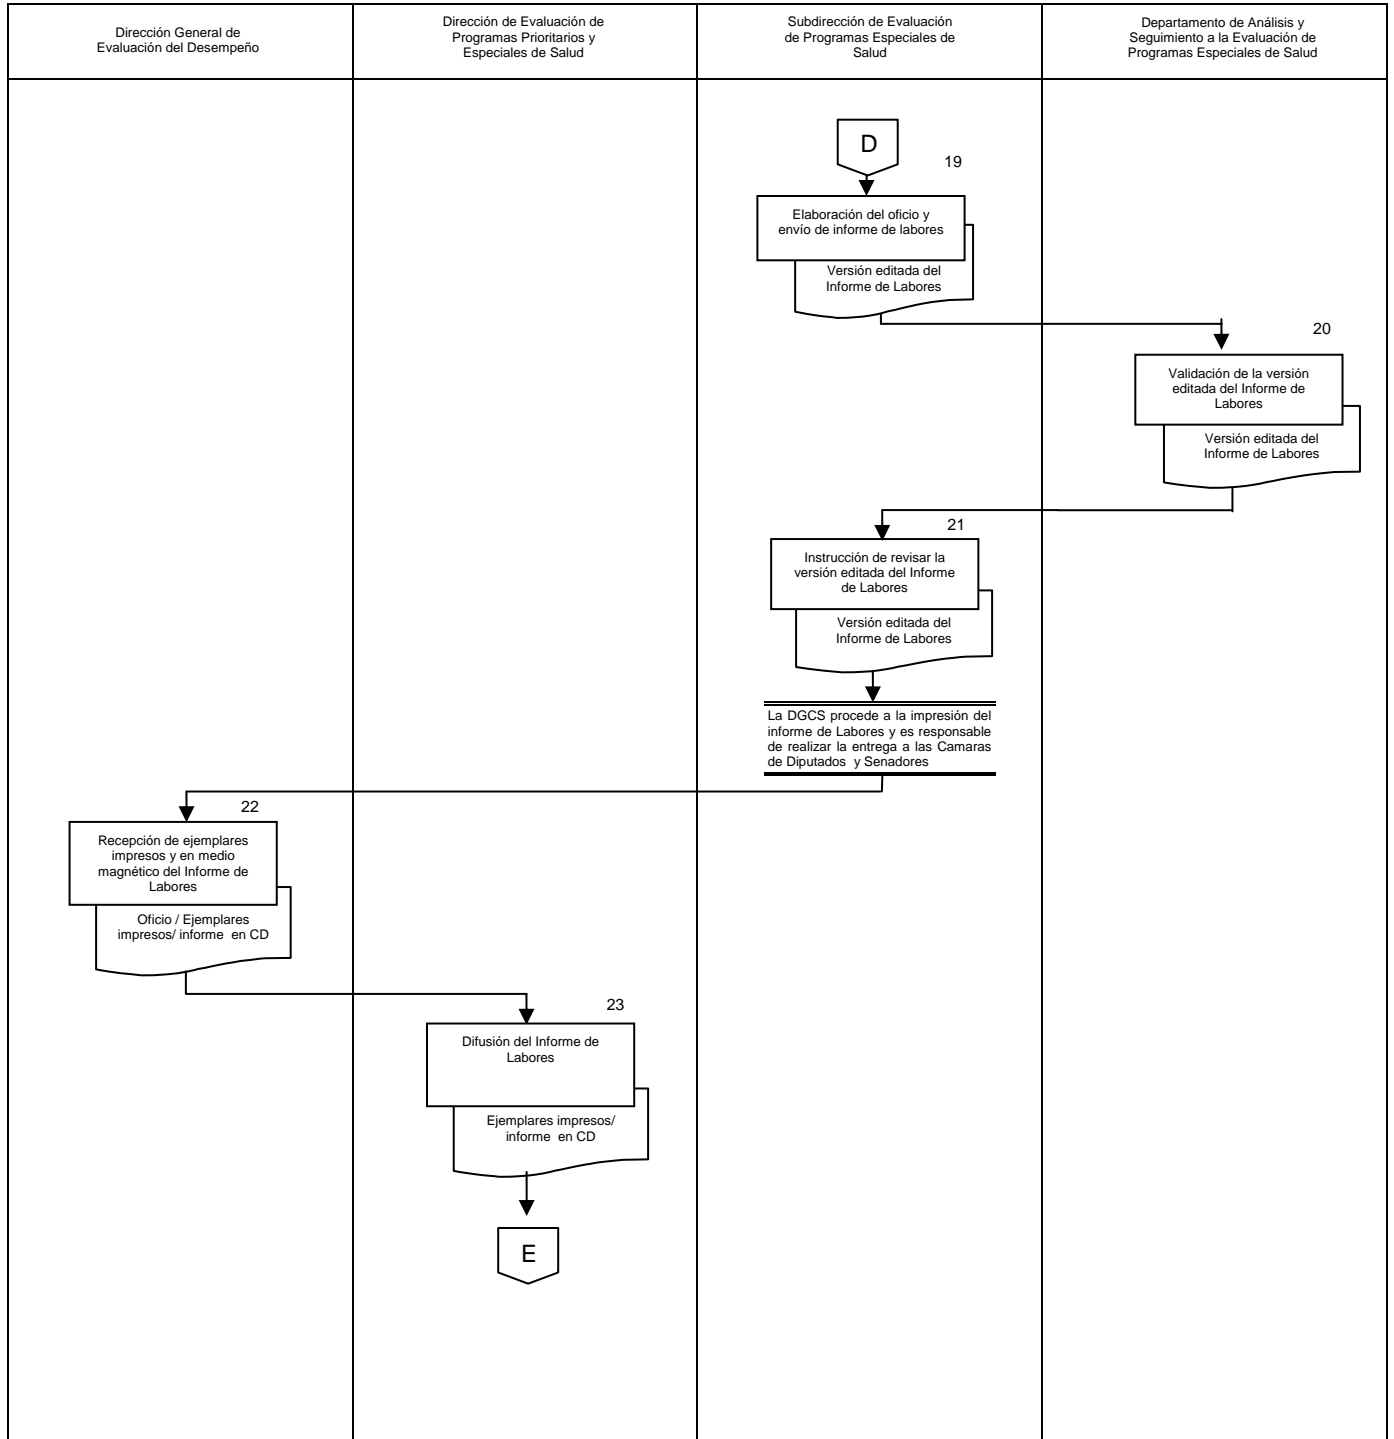 Dirección General de
Evaluación del Desempeño
Dirección de Evaluación de
Programas Prioritarios y
Especiales de Salud
Subdirección de Evaluación
de Programas Especiales de
Salud
Departamento de Análisis y
Seguimiento a la Evaluación de
Programas Especiales de Salud
D
19
Elaboración del oficio y
envío de informe de labores
Versión editada del
Informe de Labores
20
Validación de la versión
editada del Informe de
Labores
Versión editada del
Informe de Labores
21
Instrucción de revisar la
versión editada del Informe
de Labores
Versión editada del
Informe de Labores
La DGCS procede a la impresión del
informe de Labores y es responsable
de realizar la entrega a las Camaras
de Diputados y Senadores
22
Recepción de ejemplares
impresos y en medio
magnético del Informe de
Labores
Oficio / Ejemplares
impresos/ informe en CD
23
Difusión del Informe de
Labores
Ejemplares impresos/
informe en CD
E